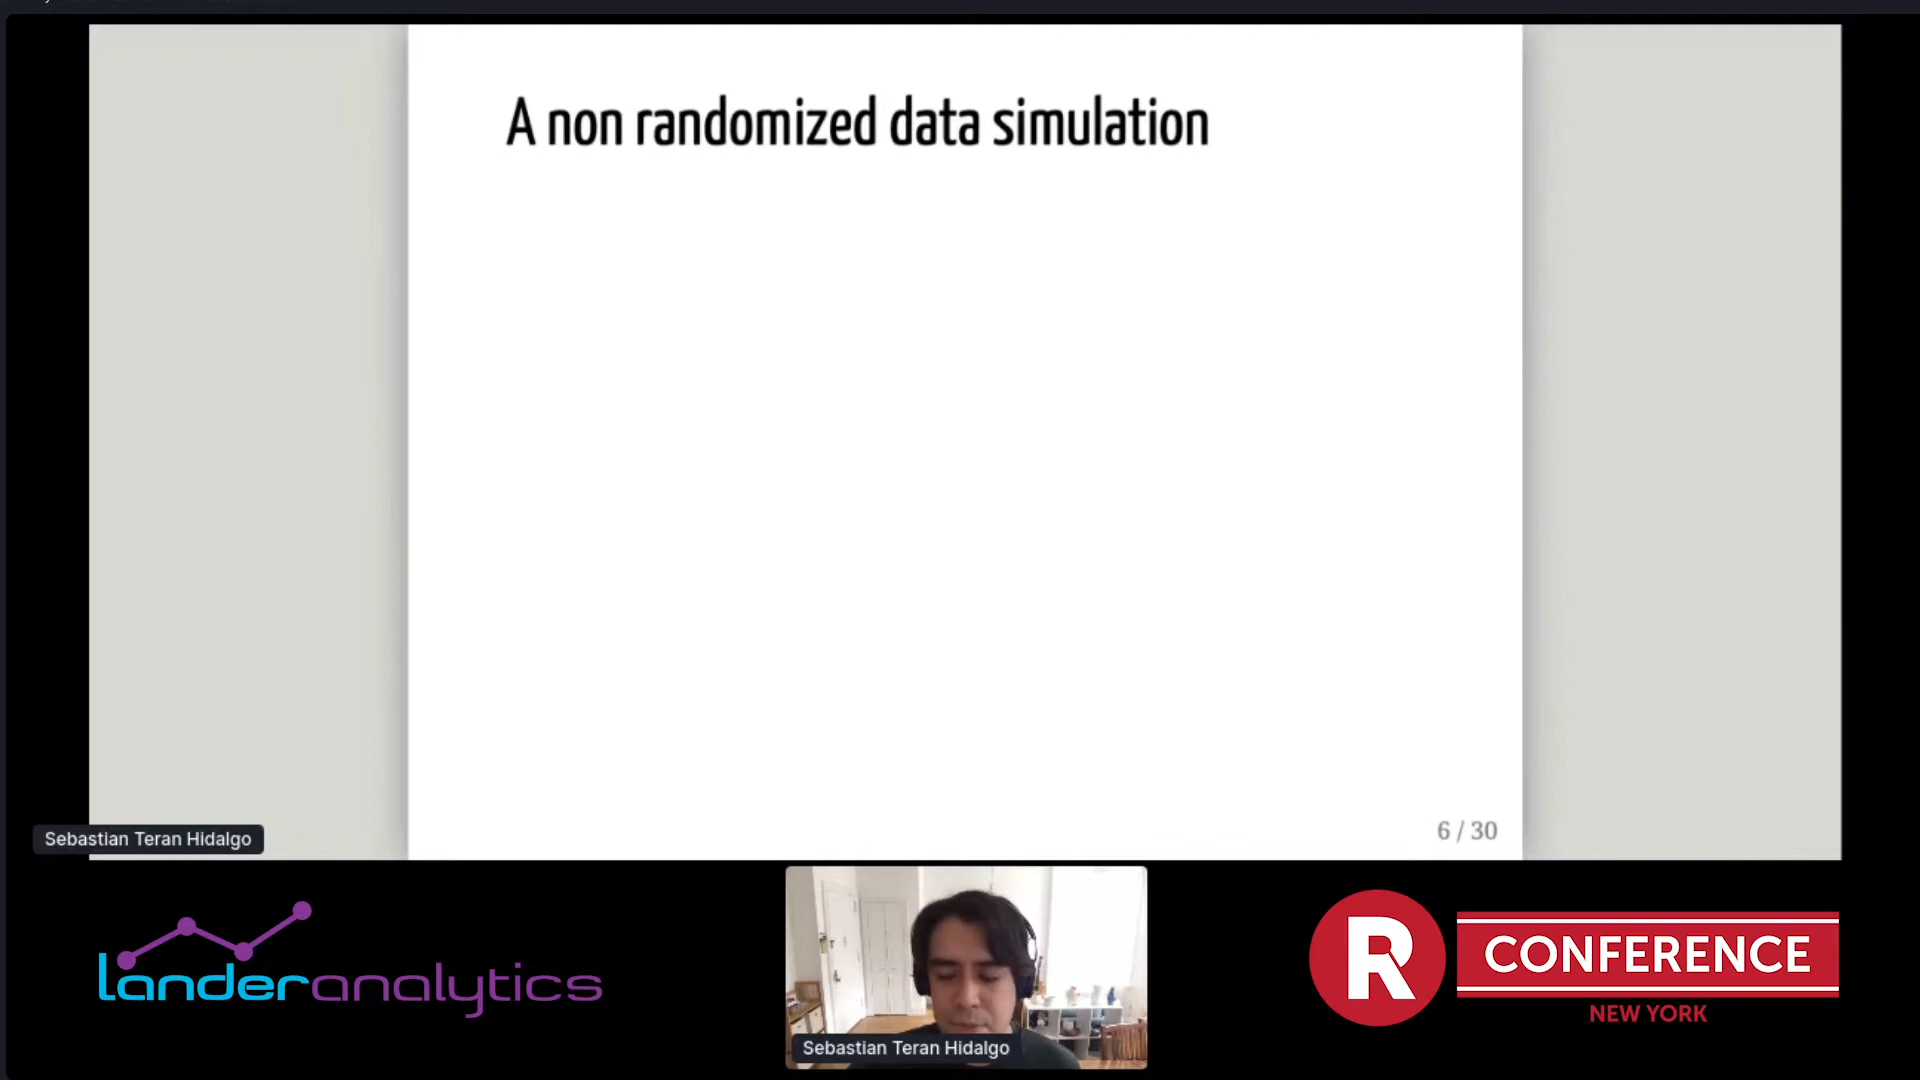 A non randomized data simulation
6 / 30
Sebastian Teran Hidalgo
landeranalytics
Sebastian Teran Hidalgo
R CONFERENCE
NEW YORK